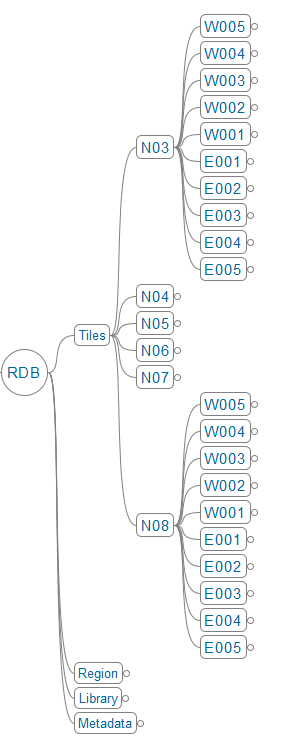 RDB
Tiles
N03
W005
W004
W003
W002
W001
E001
E002
E003
E004
E005
N04
N05
N06
N07
N08
W005
W004
W003
W002
W001
E001
E002
E003
E004
E005
Region
Library
Metadata